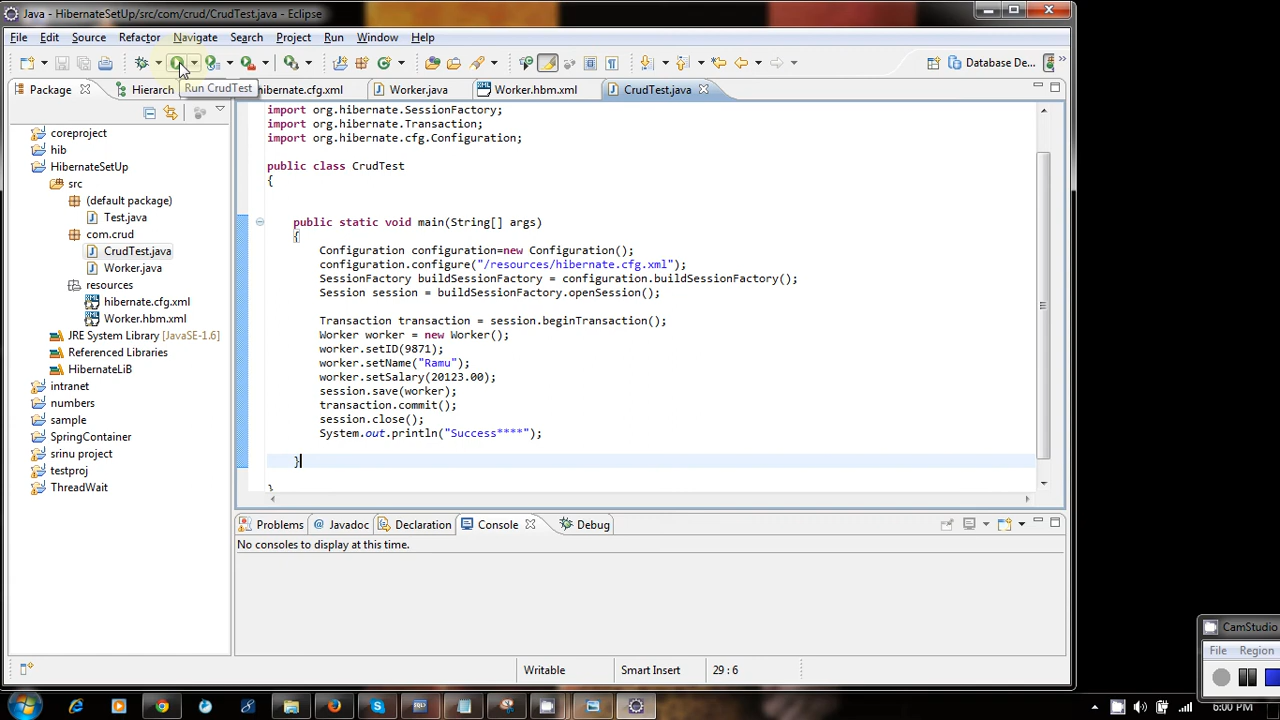 Java - HibernateSetUp/src/com/crud/CrudTest.java - Eclipse
File Edit Source Refactor Navigate Search Project Run Window Help
Database De...
Package
Hierarch
hibernate.cfg.xml
Worker.java
Worker.hbm.xml
CrudTest.java
Run CrudTest
coreproject
hib
HibernateSetUp
src
(default package)
Test.java
com.crud
CrudTest.java
Worker.java
resources
hibernate.cfg.xml
Worker.hbm.xml
JRE System Library [JavaSE-1.6]
Referenced Libraries
HibernateLiB
intranet
numbers
sample
SpringContainer
srinu project
testproj
ThreadWait
import org.hibernate.SessionFactory;
import org.hibernate.Transaction;
import org.hibernate.cfg.Configuration;
public class CrudTest
{
public static void main(String[] args)
{
Configuration configuration=new Configuration();
configuration.configure("/resources/hibernate.cfg.xml");
SessionFactory buildSessionFactory = configuration.buildSessionFactory();
Session session = buildSessionFactory.openSession();
Transaction transaction = session.beginTransaction();
Worker worker = new Worker();
worker.setID(9871);
worker.setName("Ramu");
worker.setSalary(20123.00);
session.save(worker);
transaction.commit();
session.close();
System.out.println("Success****");
}
}
Problems
Javadoc
Declaration
Console
Debug
No consoles to display at this time.
Writable
Smart Insert
29 : 6
CamStudio
File Region
6:00 PM